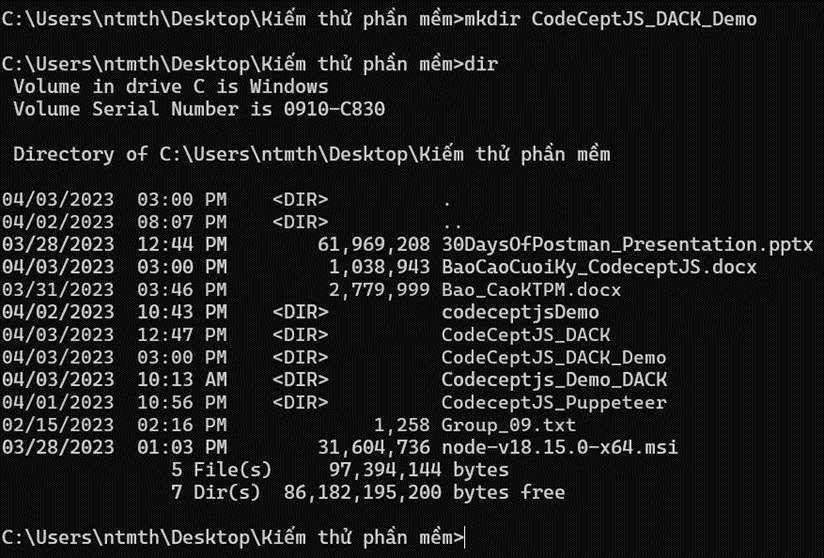 C:\Users\ntmth\Desktop\Kiếm thử phần mềm>mkdir CodeCeptJS_DACK_Demo
C:\Users\ntmth\Desktop\Kiếm thử phần mềm>dir
Volume in drive C is Windows
Volume Serial Number is 0910-C830
Directory of C:\Users\ntmth\Desktop\Kiếm thử phần mềm
04/03/2023  03:00 PM    <DIR>          .
04/02/2023  08:07 PM    <DIR>          ..
03/28/2023  12:44 PM        61,969,208 30DaysOfPostman_Presentation.pptx
04/03/2023  03:00 PM         1,038,943 BaoCaoCuoiKy_CodeceptJS.docx
03/31/2023  03:46 PM         2,779,999 Bao_CaoKTPM.docx
04/02/2023  10:43 PM    <DIR>          codeceptjsDemo
04/03/2023  12:47 PM    <DIR>          CodeCeptJS_DACK
04/03/2023  03:00 PM    <DIR>          CodeCeptJS_DACK_Demo
04/03/2023  10:13 AM    <DIR>          Codeceptjs_Demo_DACK
04/01/2023  10:56 PM    <DIR>          CodeceptJS_Puppeteer
02/15/2023  02:16 PM             1,258 Group_09.txt
03/28/2023  01:03 PM        31,604,736 node-v18.15.0-x64.msi
5 File(s)     97,394,144 bytes
7 Dir(s)  86,182,195,200 bytes free
C:\Users\ntmth\Desktop\Kiếm thử phần mềm>